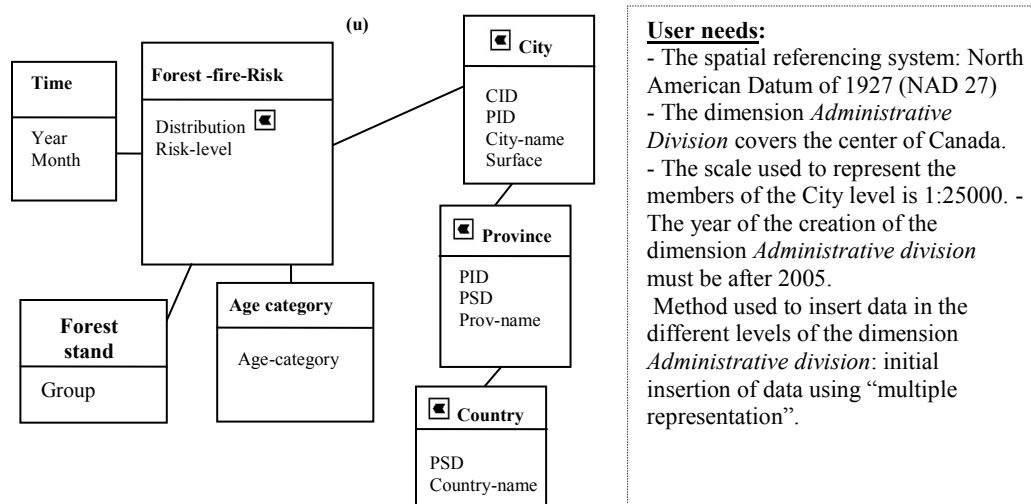 (u)
Time
Year
Month
Forest -fire-Risk
Distribution
Risk-level
City
CID
PID
City-name
Surface
Province
PID
PSD
Prov-name
Country
PSD
Country-name
Forest
stand
Group
Age category
Age-category
User needs:
- The spatial referencing system: North
American Datum of 1927 (NAD 27)
- The dimension Administrative
Division covers the center of Canada.
- The scale used to represent the
members of the City level is 1:25000. -
The year of the creation of the
dimension Administrative division
must be after 2005.
Method used to insert data in the
different levels of the dimension
Administrative division: initial
insertion of data using “multiple
representation”.